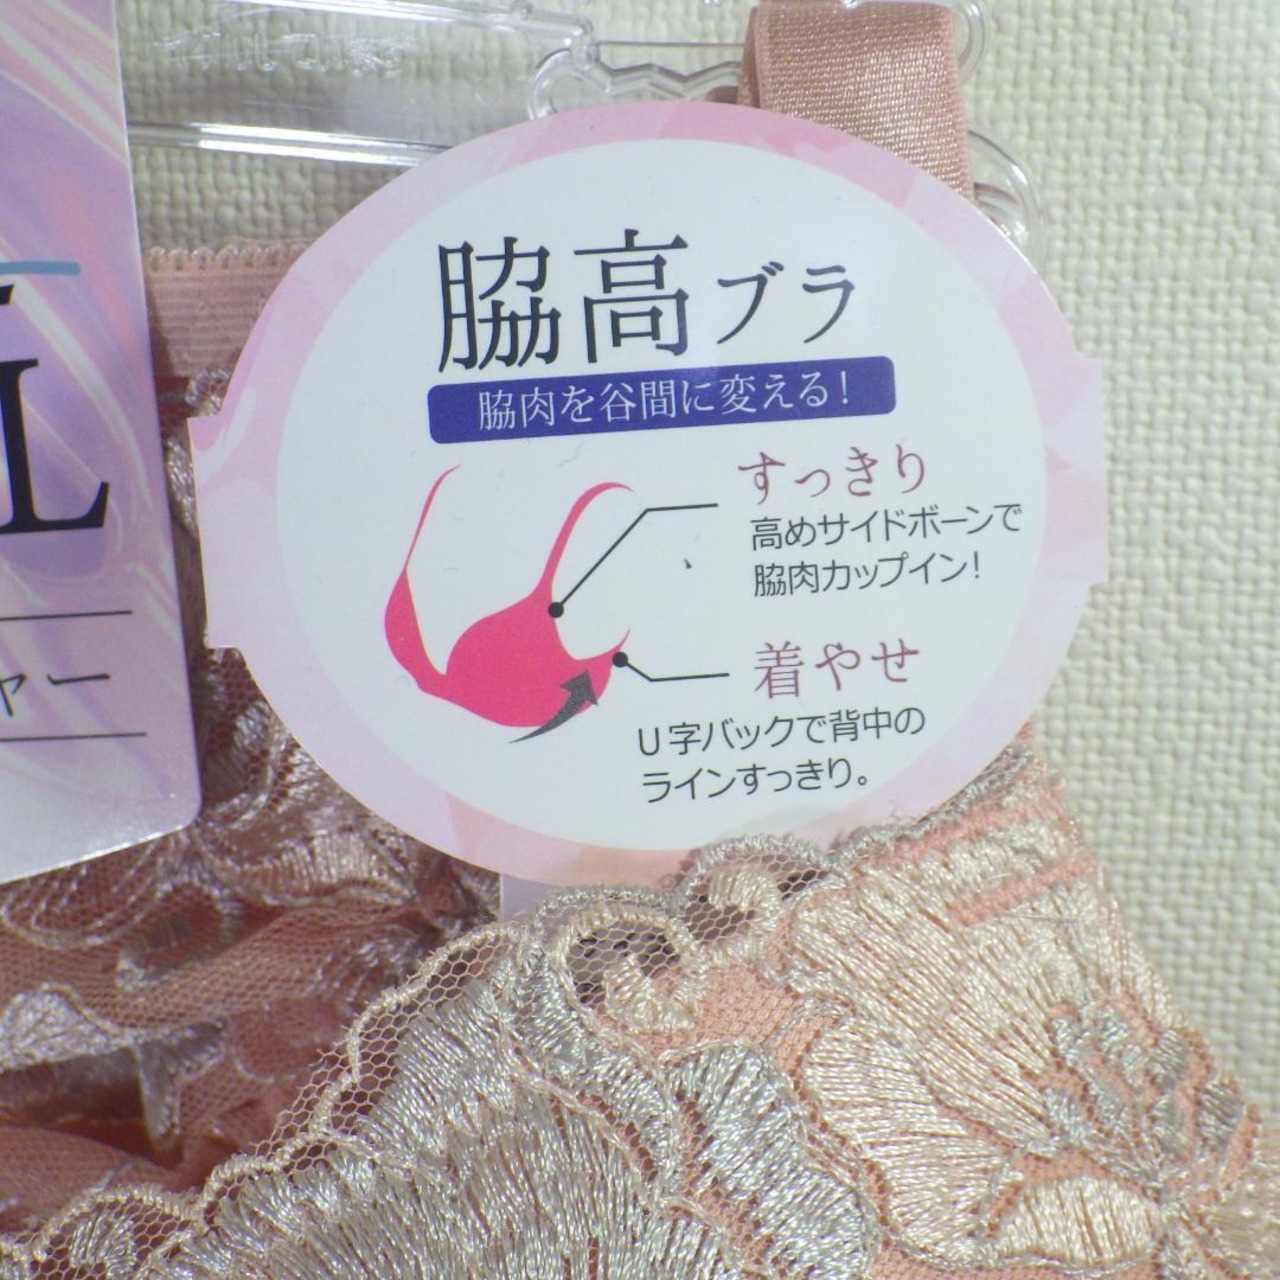 脇高ブラ
脇肉を谷間に変える!
すっきり
高めサイドボーンで
脇肉カップイン!
着やせ
U字バックで背中の
ラインすっきり。
L
ャー